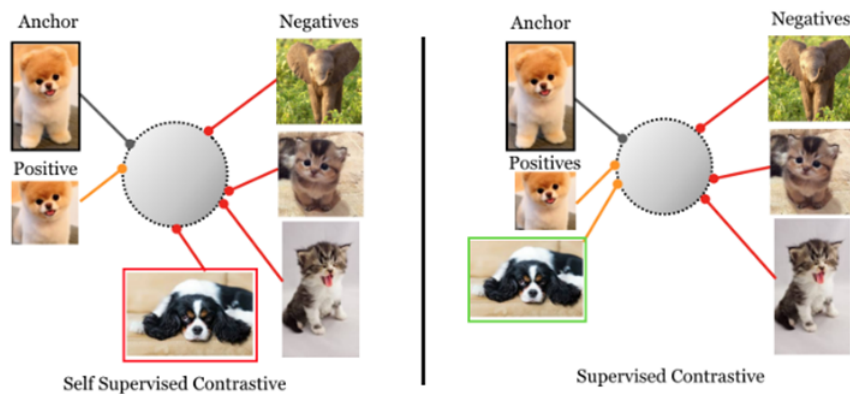 Anchor
Negatives
Positive
Self Supervised Contrastive
Anchor
Negatives
Positives
Supervised Contrastive